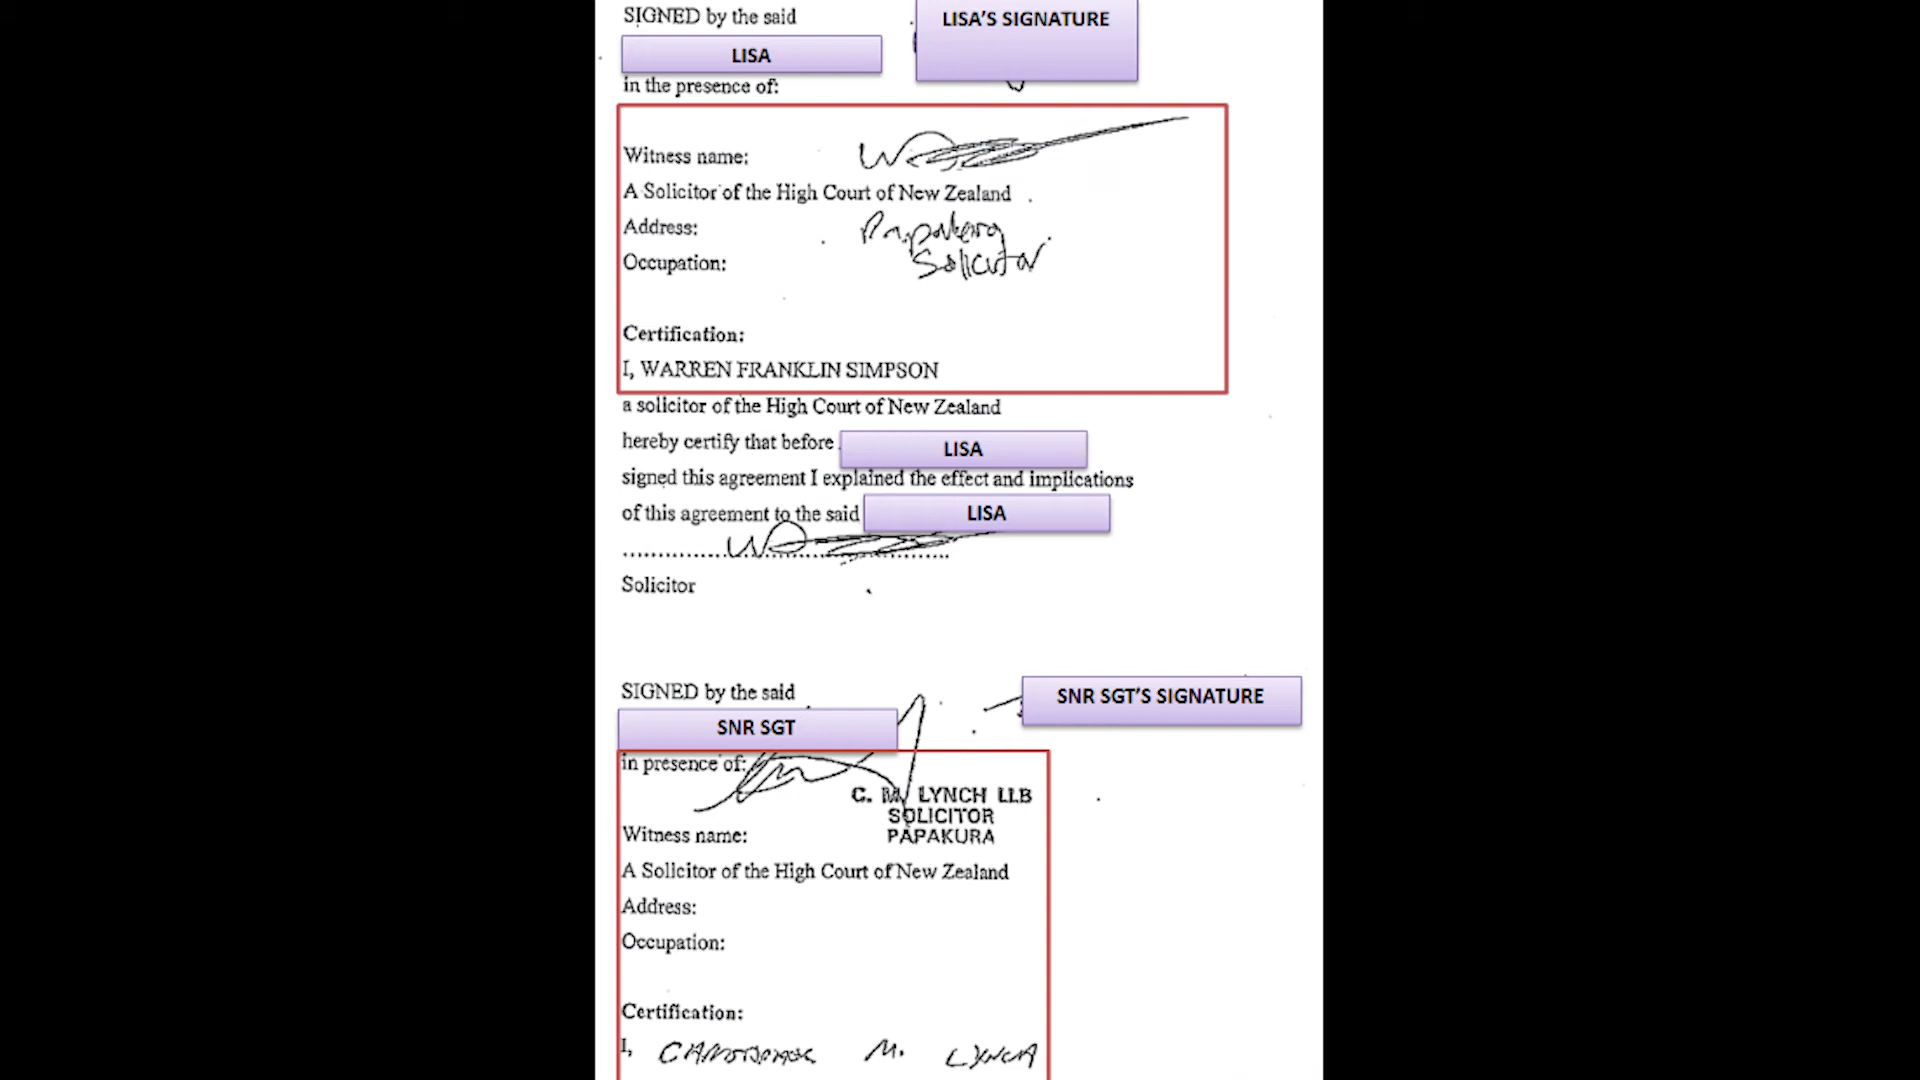 SIGNED by the said
LISA'S SIGNATURE
LISA
in the presence of:
Witness name:
A Solicitor of the High Court of New Zealand
Address: Papakura
Occupation: Solicitor
Certification:
I, WARREN FRANKLIN SIMPSON
a solicitor of the High Court of New Zealand
hereby certify that before LISA
signed this agreement I explained the effect and implications
of this agreement to the said LISA
Solicitor
SIGNED by the said
SNR SGT'S SIGNATURE
SNR SGT
in presence of:
C. M. LYNCH LLB
SOLICITOR
Witness name: PAPAKURA
A Solicitor of the High Court of New Zealand
Address:
Occupation:
Certification:
I, CHRISTOPHER M. LYNCH